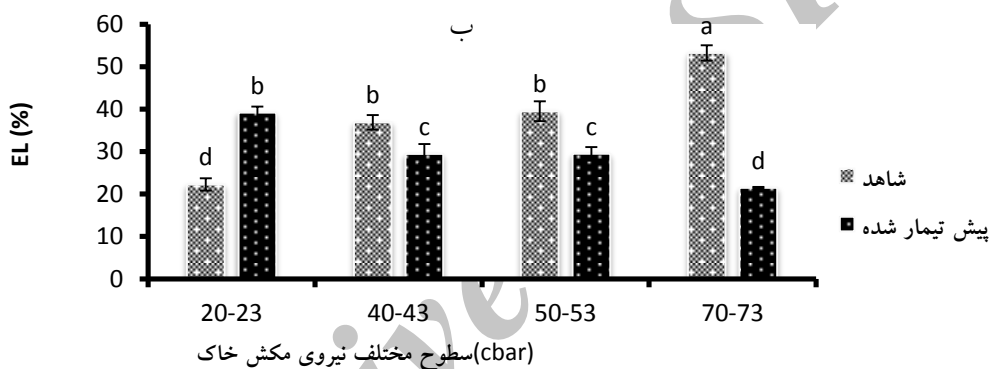 ب
60
50
40
30
20
10
0
EL (%)
d
b
b
c
b
c
a
d
20-23
40-43
50-53
70-73
سطوح مختلف نیروی مکش خاک(cbar)
شاهد
پیش تیمار شده